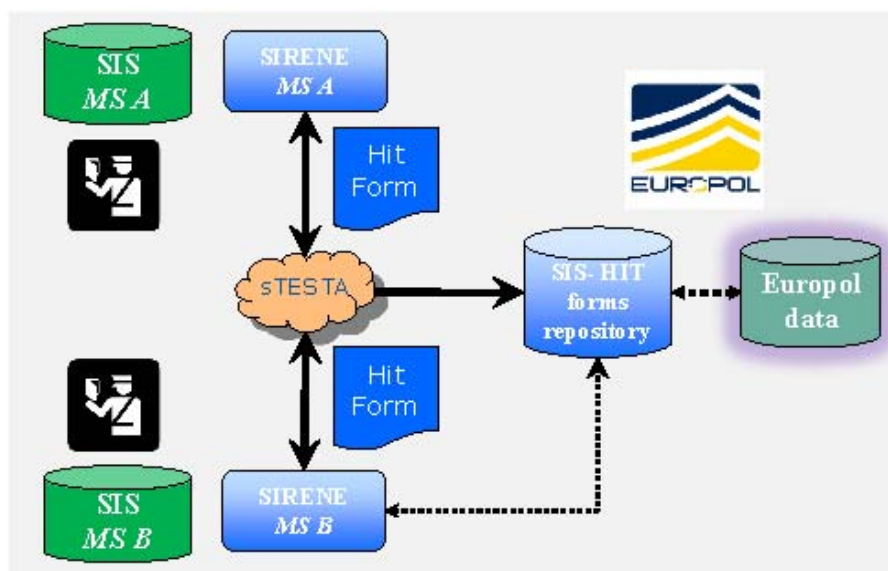 SIS
MS A
SIRENE
MS A
Hit
Form
EUROPOL
sTESTA
SIS- HIT
forms
repository
Europol
data
Hit
Form
SIS
MS B
SIRENE
MS B